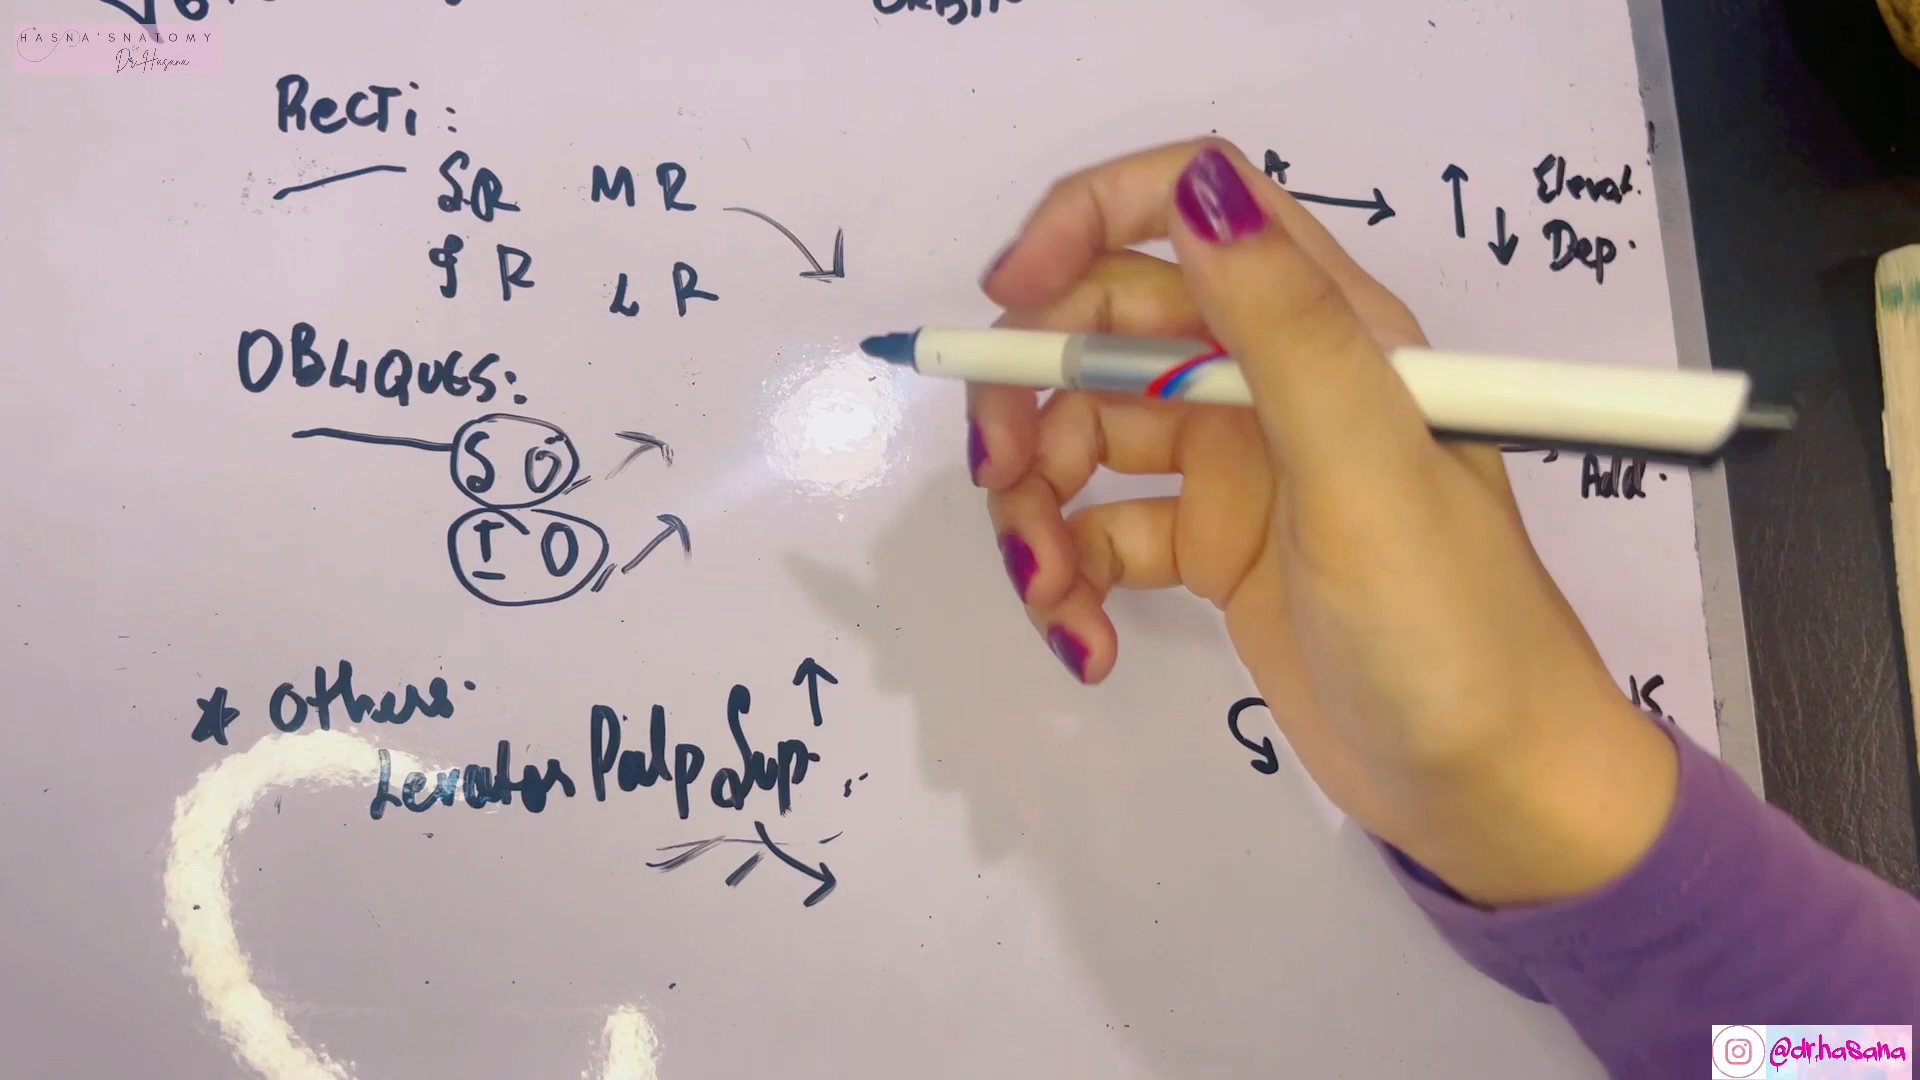 HASNA'SNATOMY
by
Dr.Hasana
Recti:
SR MR
IR LR
OBLIQUES:
SO
IO
* Others.
Levator Palp Sup.
A
Elevat.
Dep.
Add.
@dr.hasana